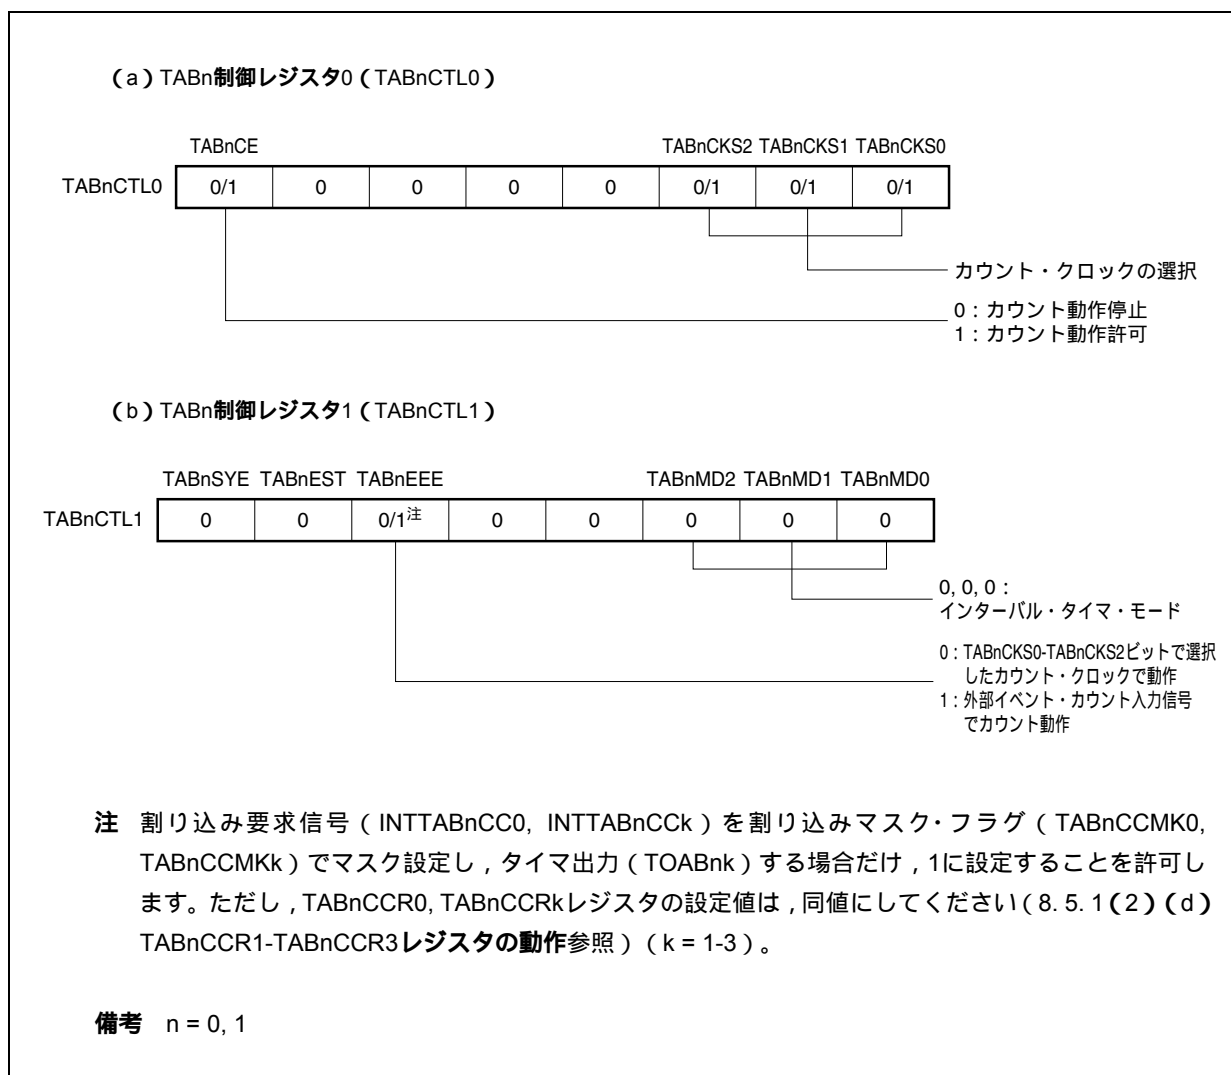 (a)TABn制御レジスタ0(TABnCTL0)
TABnCE TABnCKS2 TABnCKS1 TABnCKS0
TABnCTL0 0/1 0 0 0 0 0/1 0/1 0/1
カウント・クロックの選択
0:カウント動作停止
1:カウント動作許可
(b)TABn制御レジスタ1(TABnCTL1)
TABnSYE TABnEST TABnEEE TABnMD2 TABnMD1 TABnMD0
TABnCTL1 0 0 0/1注 0 0 0 0 0
0, 0, 0:
インターバル・タイマ・モード
0:TABnCKS0-TABnCKS2ビットで選択
したカウント・クロックで動作
1:外部イベント・カウント入力信号
でカウント動作
注 割り込み要求信号(INTTABnCC0, INTTABnCCk)を割り込みマスク・フラグ(TABnCCMK0,
TABnCCMKk)でマスク設定し,タイマ出力(TOABnk)する場合だけ,1に設定することを許可し
ます。ただし,TABnCCR0, TABnCCRkレジスタの設定値は,同値にしてください(8. 5. 1(2)(d)
TABnCCR1-TABnCCR3レジスタの動作参照)(k = 1-3)。
備考 n = 0, 1